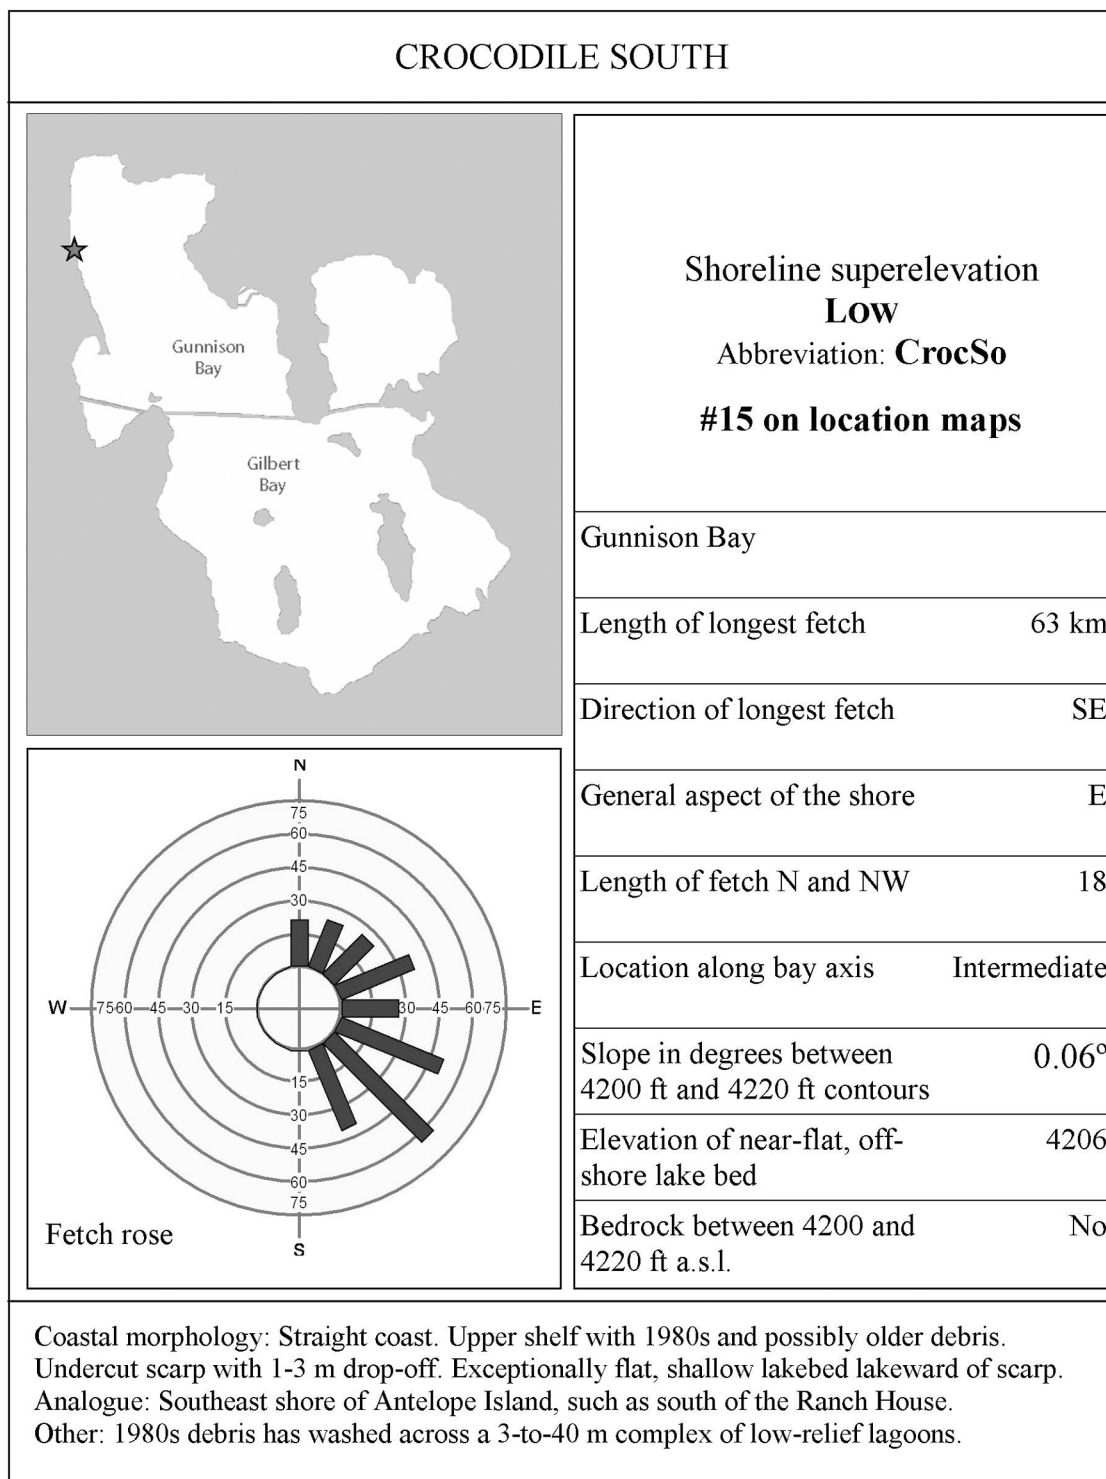 CROCODILE SOUTH
Gunnison
Bay
Gilbert
Bay
Shoreline superelevation
Low
Abbreviation: CrocSo
#15 on location maps
Gunnison Bay
Length of longest fetch 63 km
Direction of longest fetch SE
General aspect of the shore E
Length of fetch N and NW 18
Location along bay axis Intermediate
Slope in degrees between 0.06°
4200 ft and 4220 ft contours
Elevation of near-flat, off- 4206
shore lake bed
Bedrock between 4200 and No
4220 ft a.s.l.
N
75
60
45
30
W 75 60 45 30 15 30 45 60 75 E
15
30
45
60
75
S
Fetch rose
Coastal morphology: Straight coast. Upper shelf with 1980s and possibly older debris.
Undercut scarp with 1-3 m drop-off. Exceptionally flat, shallow lakebed lakeward of scarp.
Analogue: Southeast shore of Antelope Island, such as south of the Ranch House.
Other: 1980s debris has washed across a 3-to-40 m complex of low-relief lagoons.